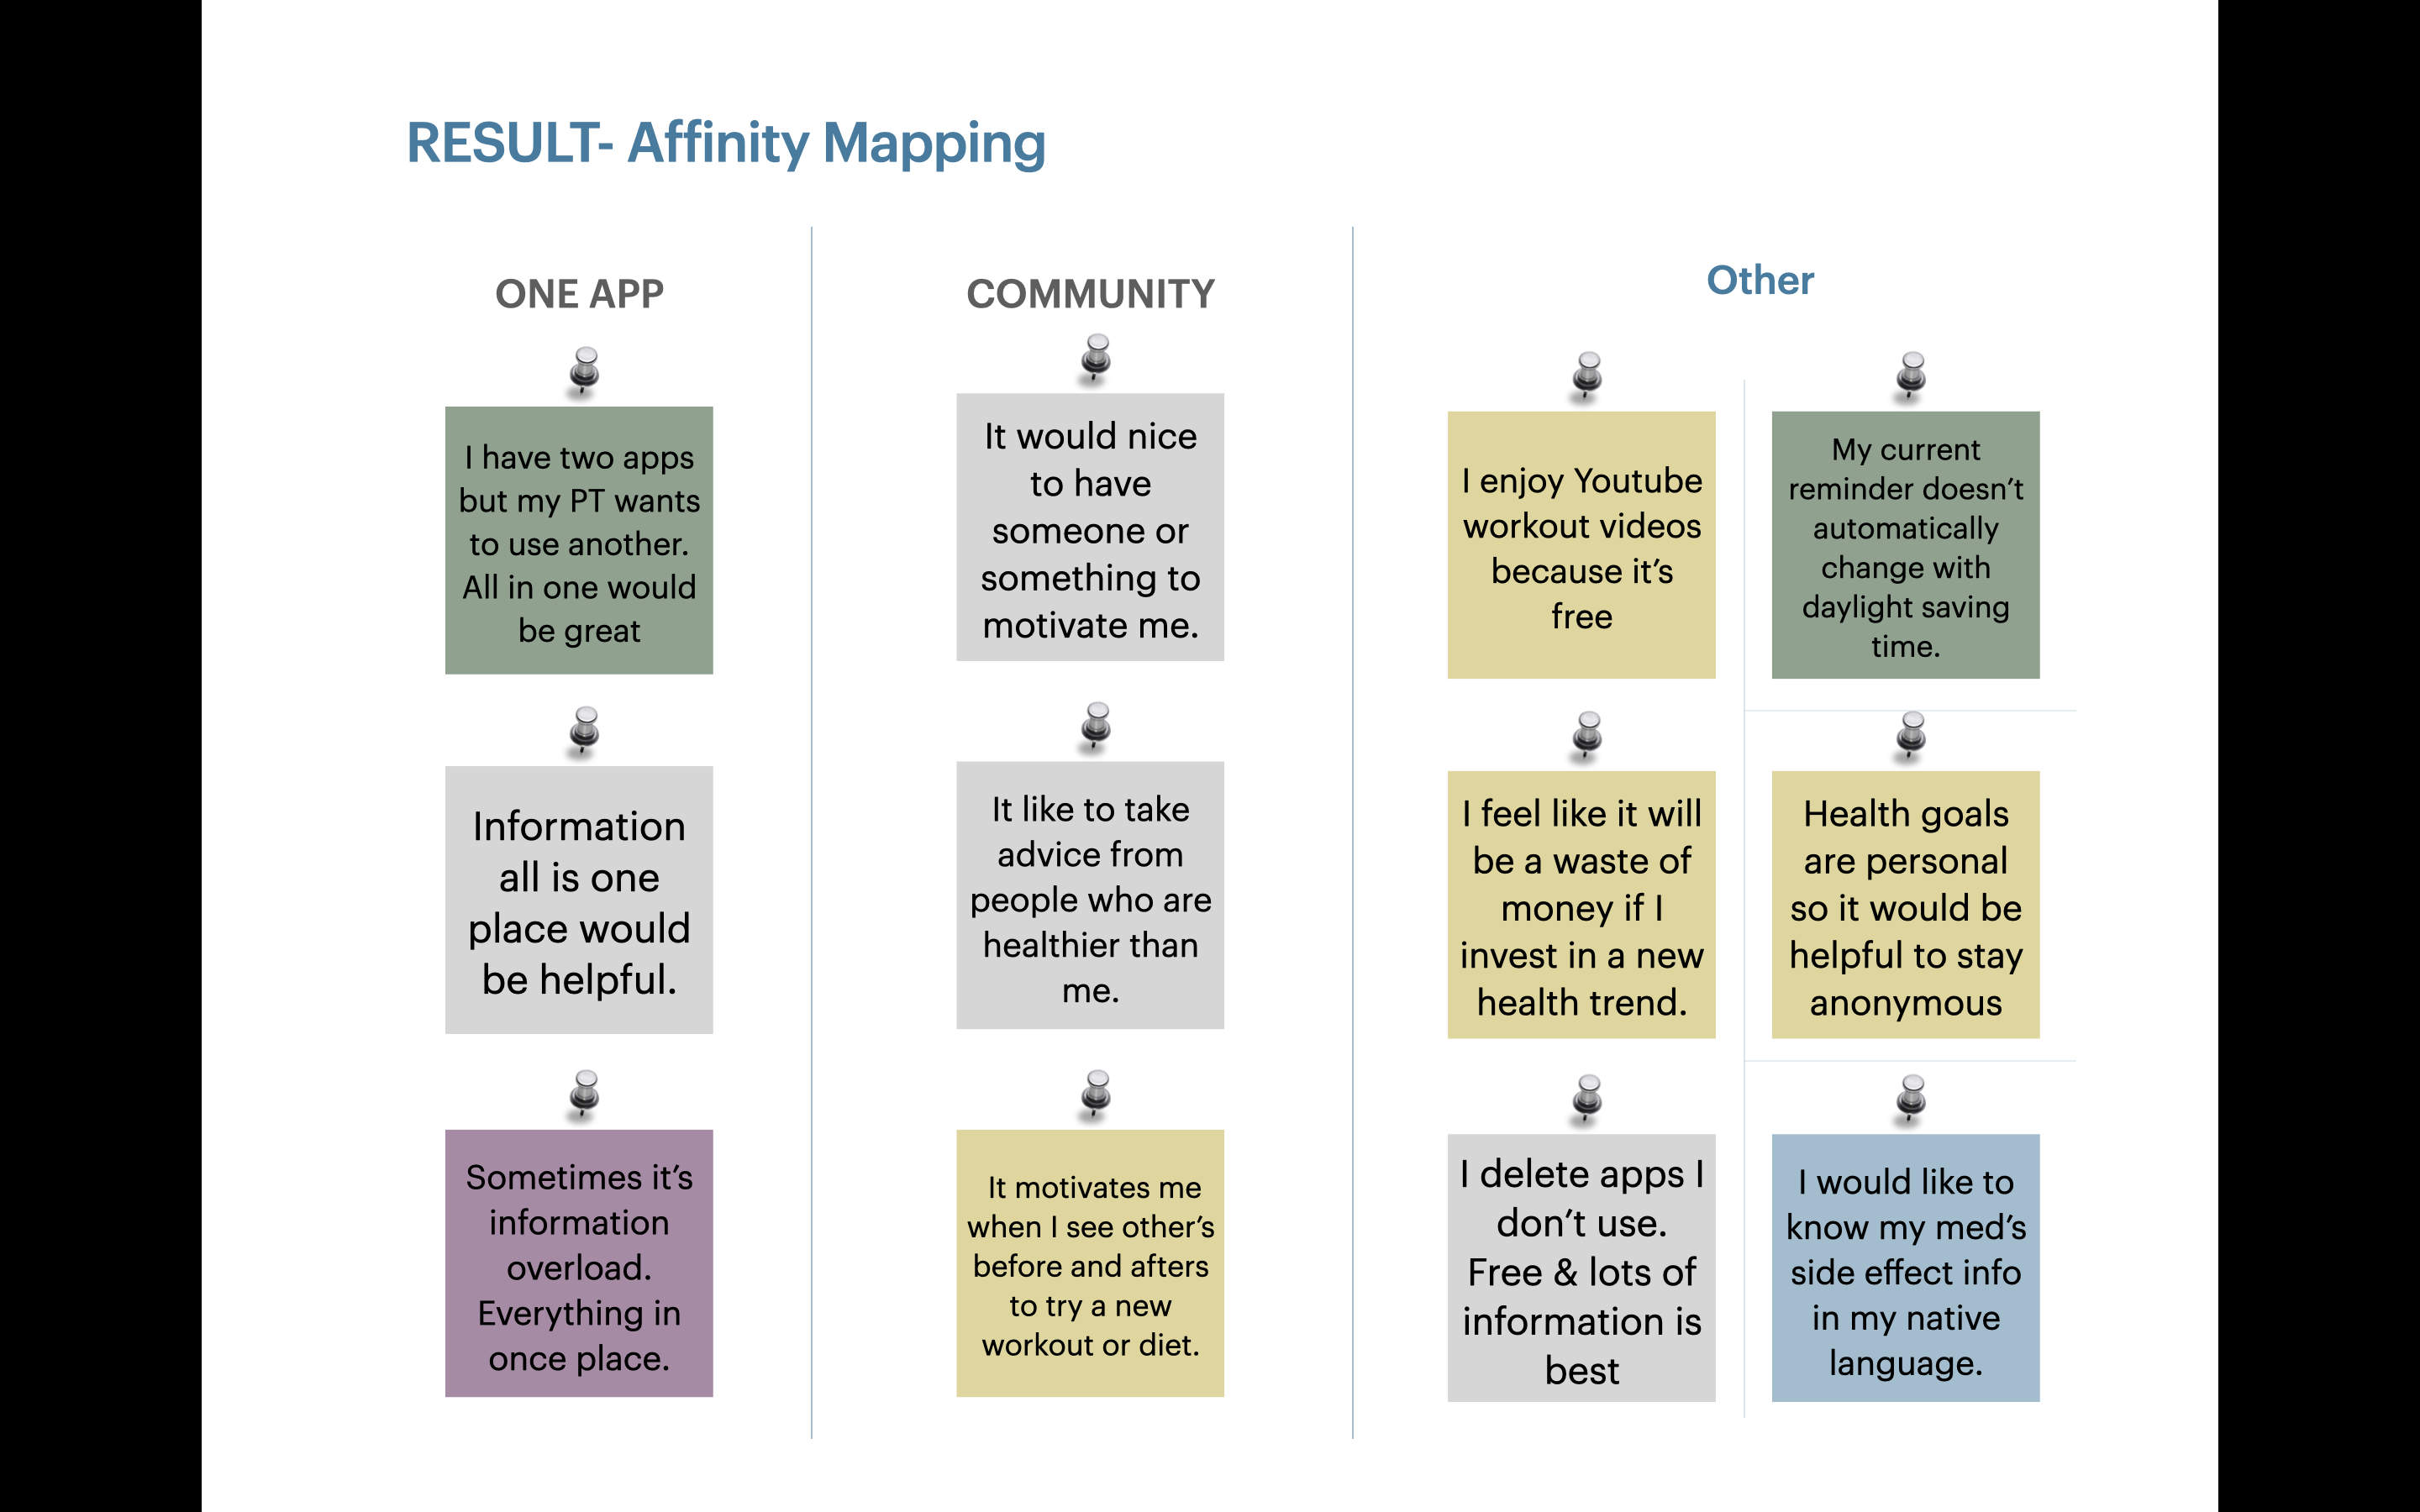 RESULT- Affinity Mapping
ONE APP
I have two apps
but my PT wants
to use another.
All in one would
be great
Information
all is one
place would
be helpful.
Sometimes it’s
information
overload.
Everything in
once place.
COMMUNITY
It would nice
to have
someone or
something to
motivate me.
It like to take
advice from
people who are
healthier than
me.
It motivates me
when I see other’s
before and afters
to try a new
workout or diet.
Other
I enjoy Youtube
workout videos
because it’s
free
I feel like it will
be a waste of
money if I
invest in a new
health trend.
I delete apps I
don’t use.
Free & lots of
information is
best
My current
reminder doesn’t
automatically
change with
daylight saving
time.
Health goals
are personal
so it would be
helpful to stay
anonymous
I would like to
know my med’s
side effect info
in my native
language.